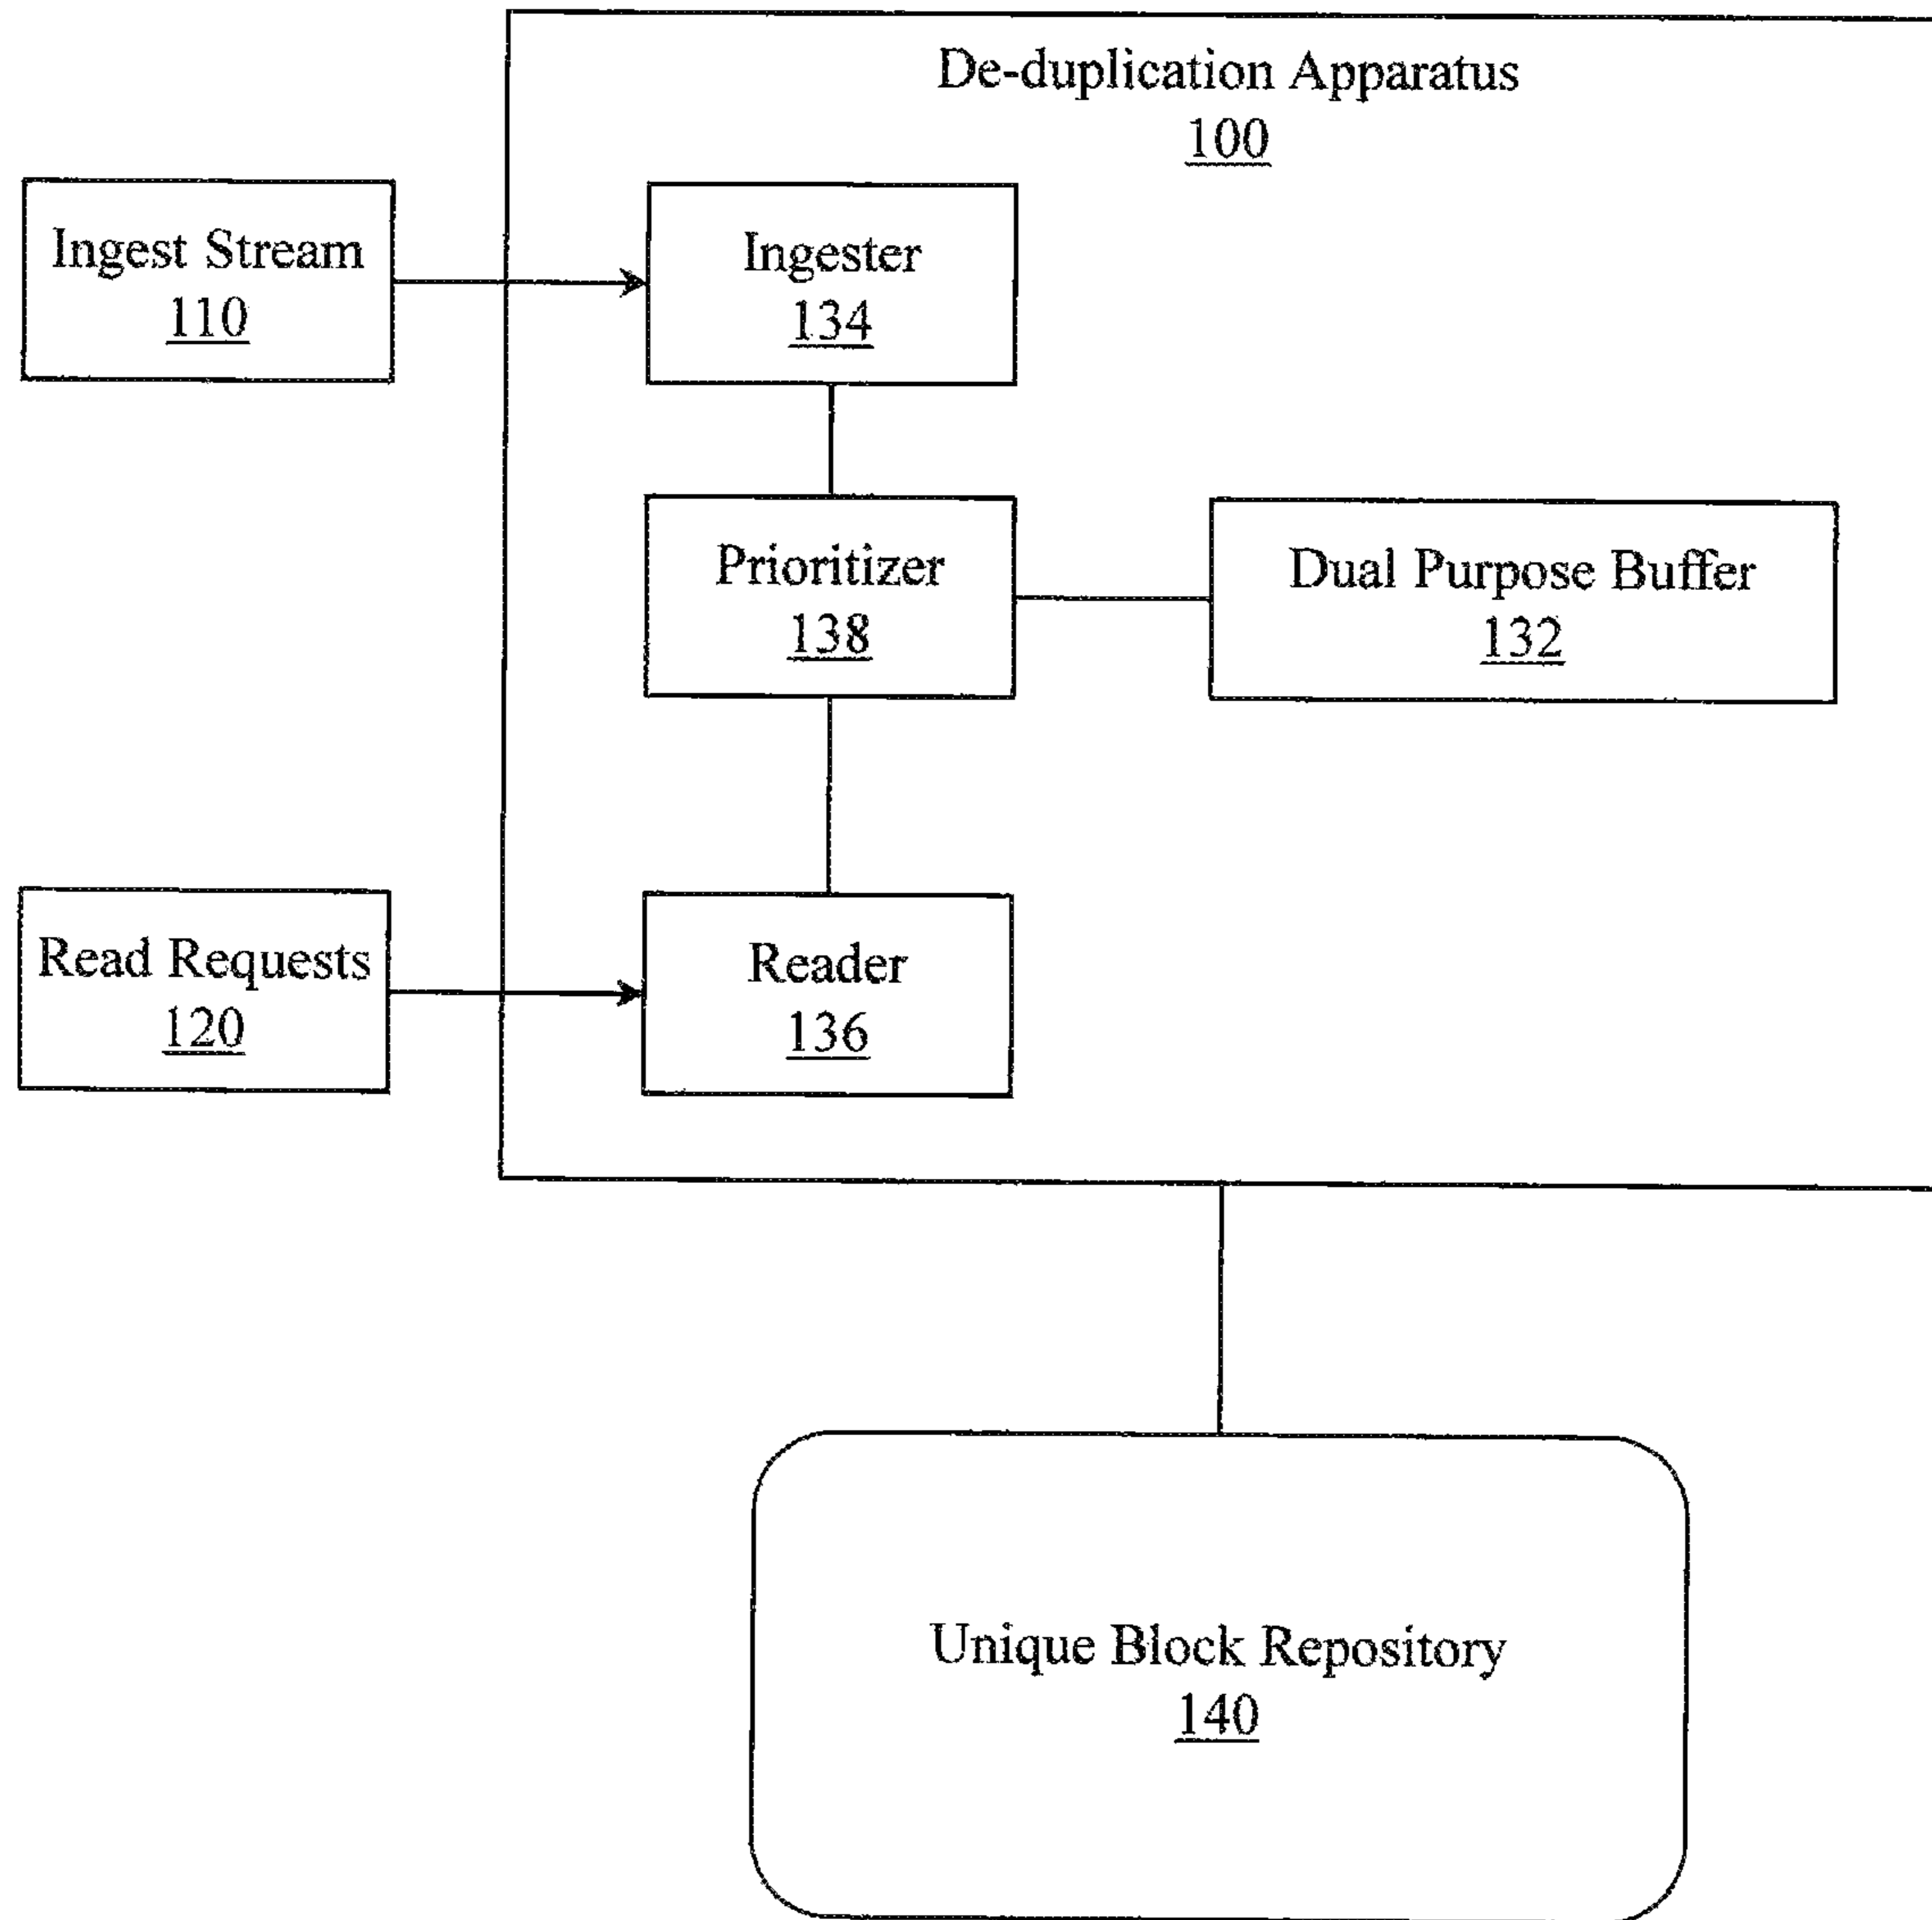 De-duplication Apparatus
100
Ingest Stream
110
Ingester
134
Prioritizer
138
Dual Purpose Buffer
132
Read Requests
120
Reader
136
Unique Block Repository
140